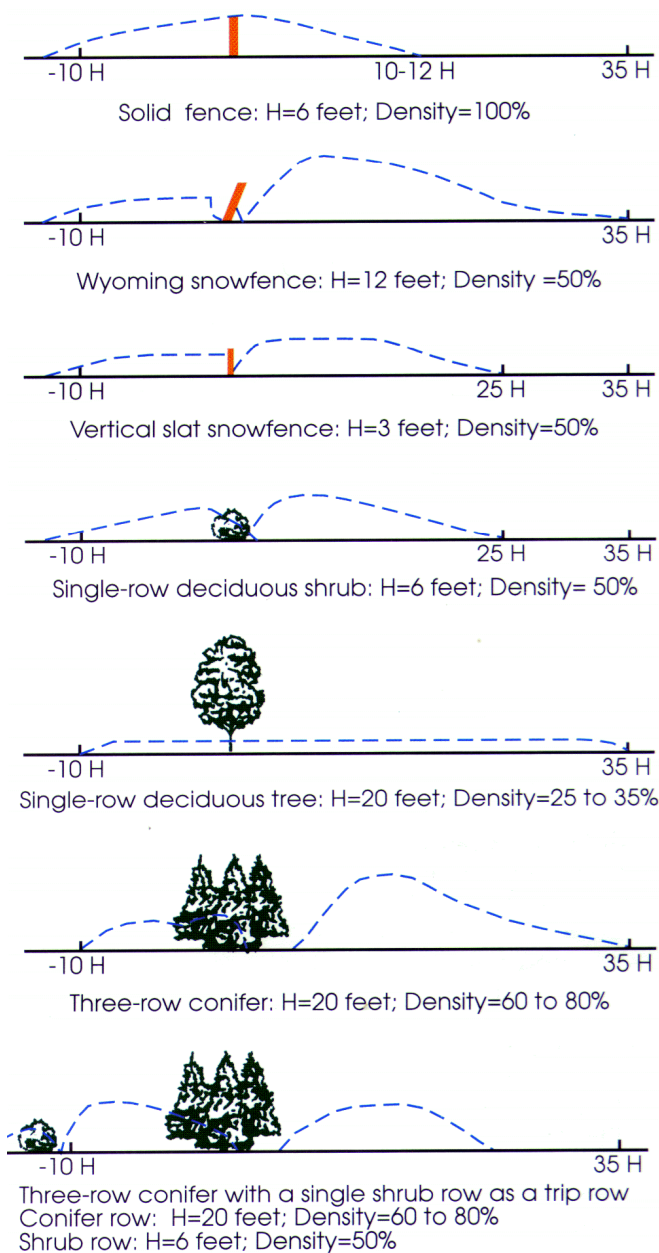 -10 H 10-12 H 35 H
Solid fence: H=6 feet; Density=100%
-10 H 35 H
Wyoming snowfence: H=12 feet; Density =50%
-10 H 25 H 35 H
Vertical slat snowfence: H=3 feet; Density=50%
-10 H 25 H 35 H
Single-row deciduous shrub: H=6 feet; Density= 50%
-10 H 35 H
Single-row deciduous tree: H=20 feet; Density=25 to 35%
-10 H 35 H
Three-row conifer: H=20 feet; Density=60 to 80%
-10 H 35 H
Three-row conifer with a single shrub row as a trip row
Conifer row: H=20 feet; Density=60 to 80%
Shrub row: H=6 feet; Density=50%